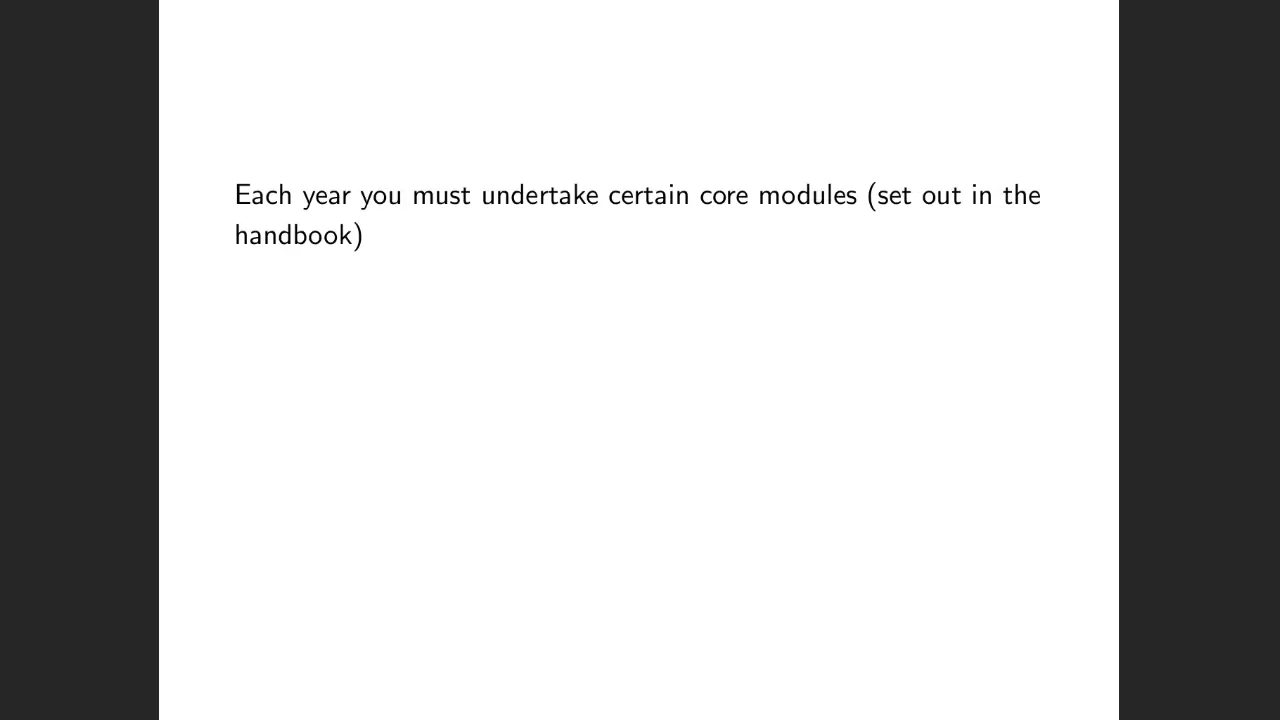 Each year you must undertake certain core modules (set out in the
handbook)